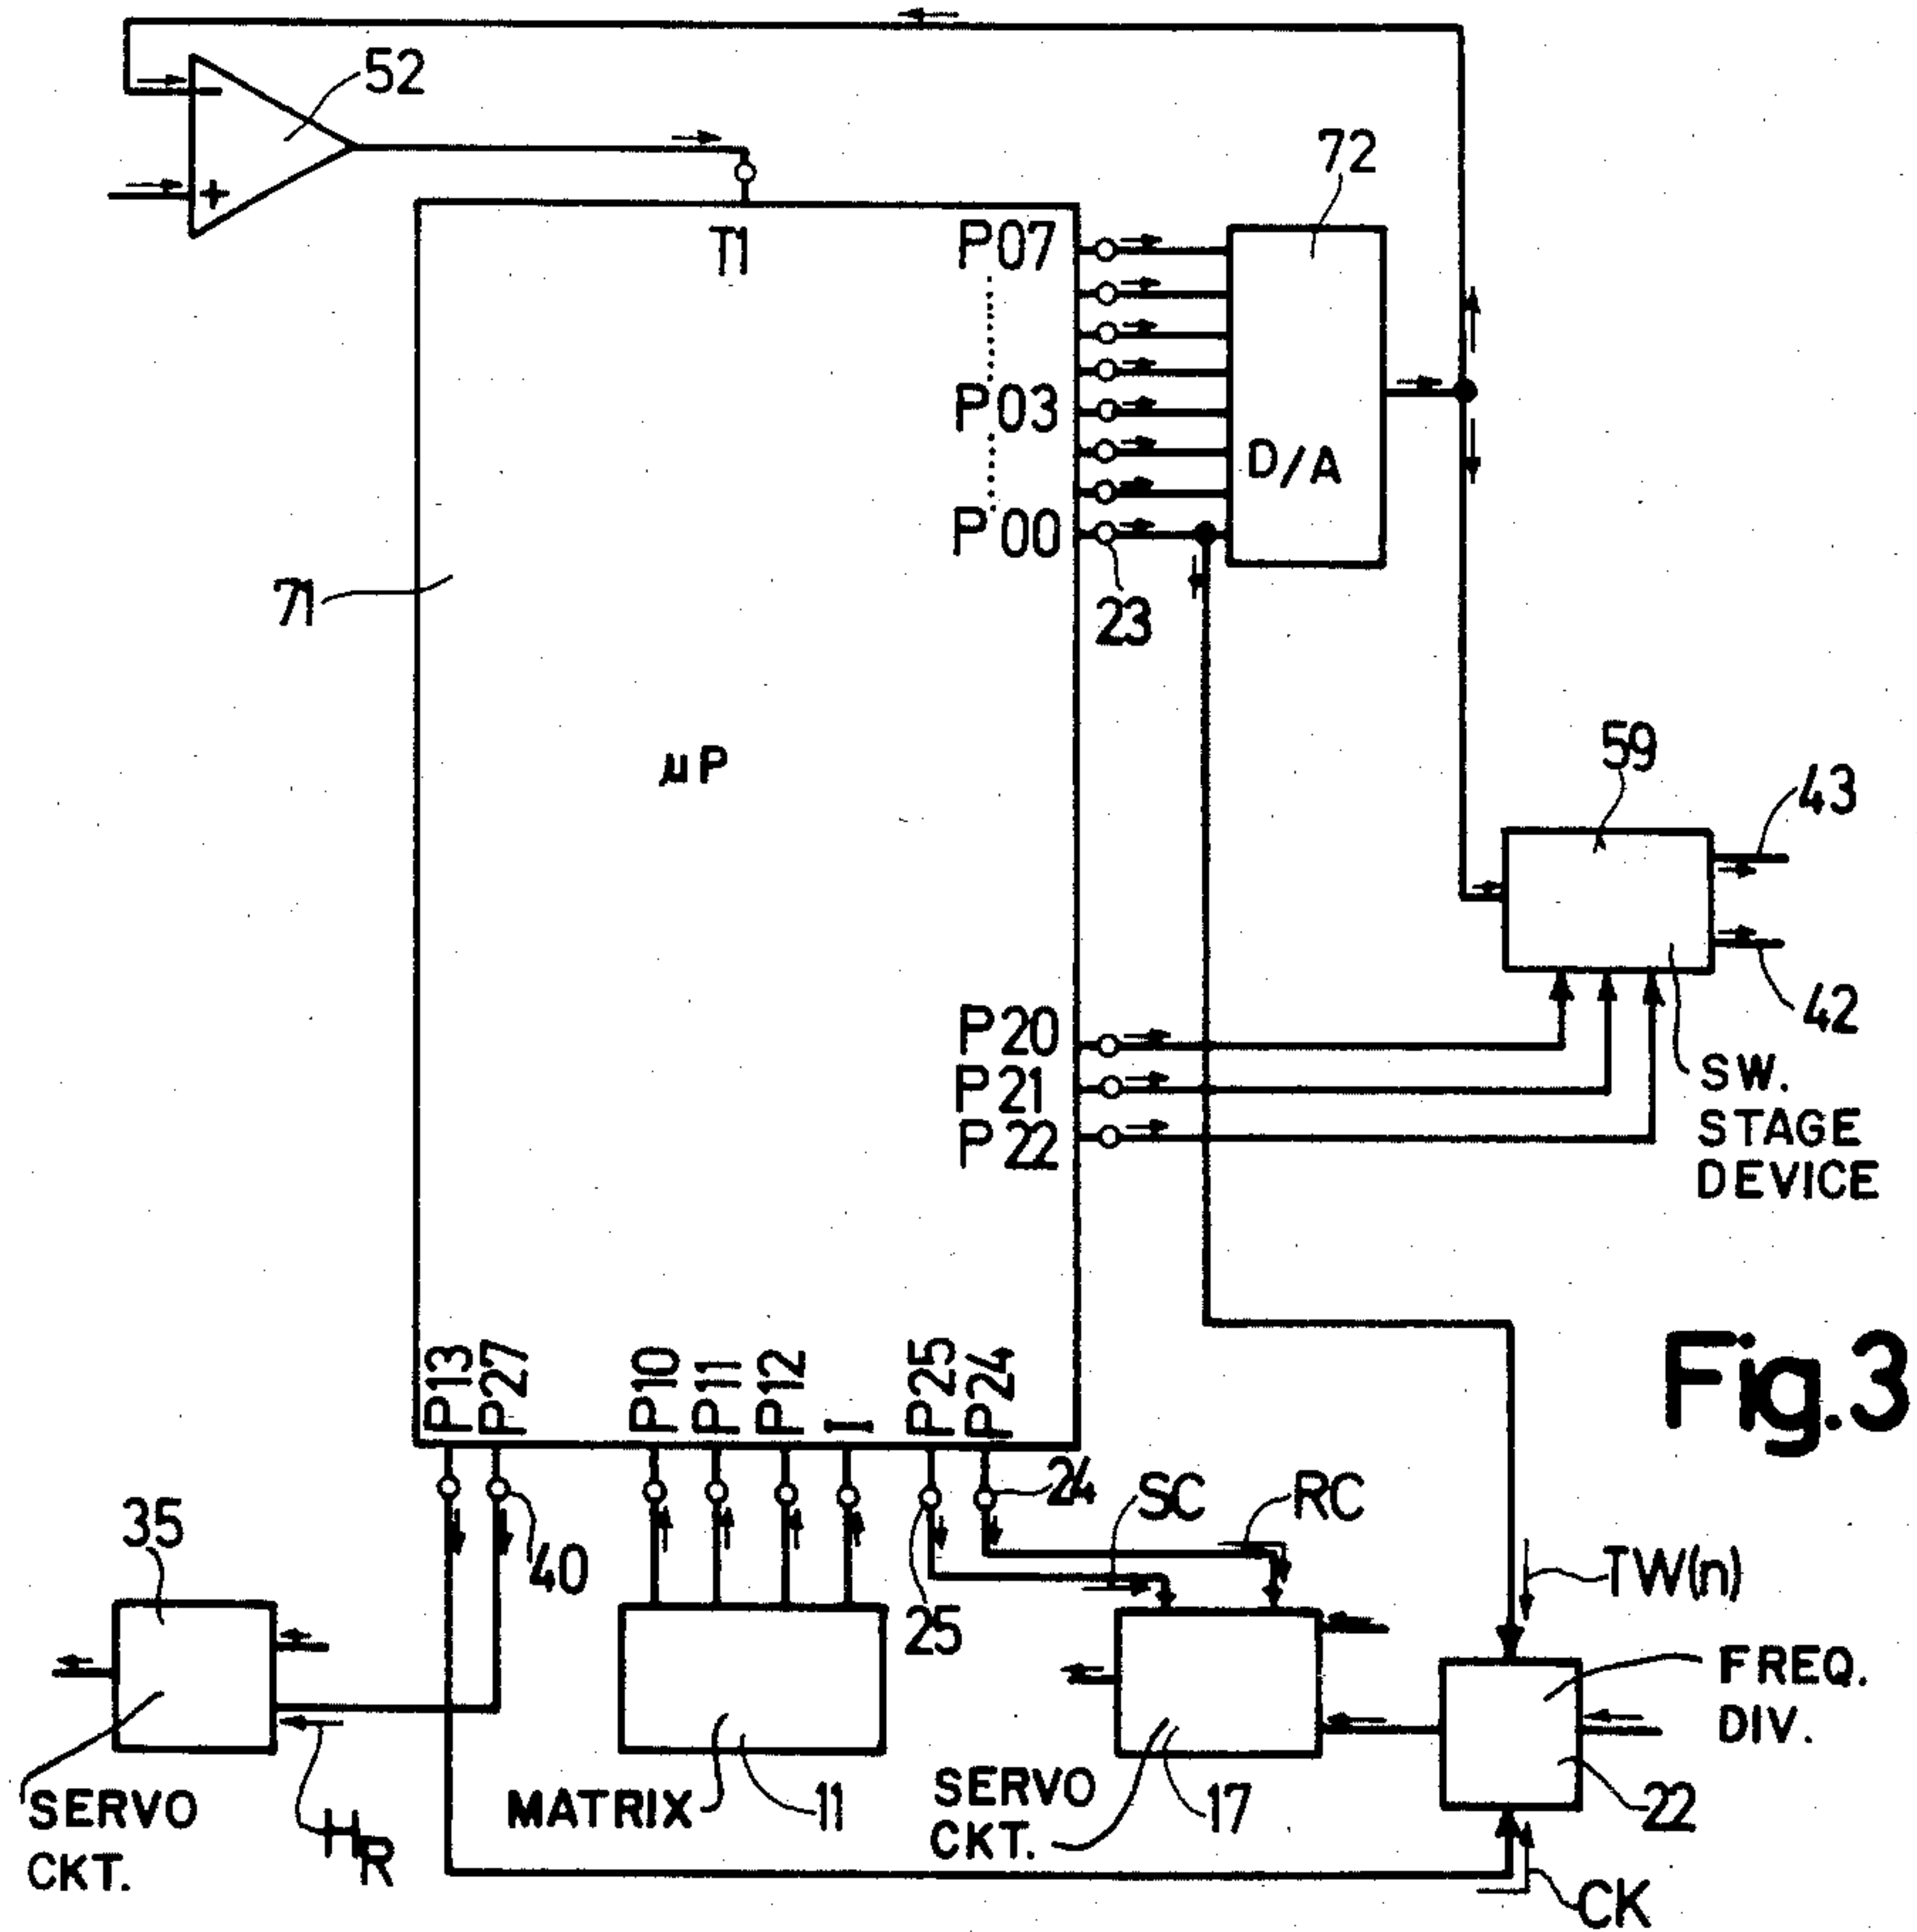 52
72
T1
P07
P03
D/A
P00
71
23
µP
59
43
42
P20
P21
P22
SW.
STAGE
DEVICE
Fig.3
P13
P27
P10
P11
P12
I
P25
P24
24
SC
RC
35
40
25
TW(n)
FREQ.
DIV.
SERVO
CKT.
HR
MATRIX
11
SERVO
CKT.
17
22
CK
+